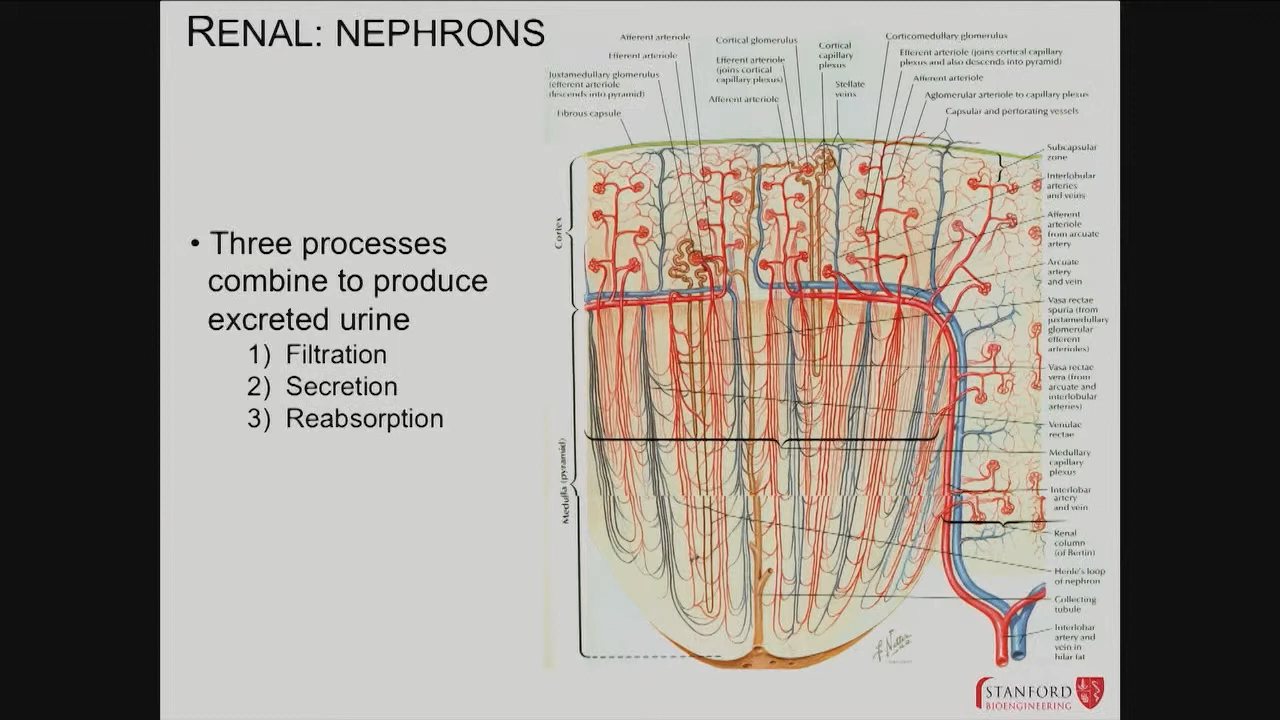 RENAL: NEPHRONS
• Three processes
combine to produce
excreted urine
1) Filtration
2) Secretion
3) Reabsorption
Afferent arteriole
Efferent arteriole
Juxtamedullary glomerulus
(efferent arteriole
descends into pyramid)
Fibrous capsule
Cortical glomerulus
Efferent arteriole
(joins cortical
capillary plexus)
Afferent arteriole
Cortical
capillary
plexus
Stellate
veins
Corticomedullary glomerulus
Efferent arteriole (joins cortical capillary
plexus and also descends into pyramid)
Afferent arteriole
Aglomerular arteriole to capillary plexus
Capsular and perforating vessels
Subcapsular
zone
Interlobular
arteries
and veins
Afferent
arteriole
from arcuate
artery
Arcuate
artery
and vein
Vasa rectae
spuria (from
juxtamedullary
glomerular
efferent
arterioles)
Vasa rectae
vera (from
arcuate and
interlobular
arteries)
Venulae
rectae
Medullary
capillary
plexus
Interlobar
artery
and vein
Renal
column
(of Bertin)
Henle's loop
of nephron
Collecting
tubule
Interlobar
artery and
vein in
hilar fat
Cortex
Medulla (pyramid)
F. Netter
STANFORD
BIOENGINEERING